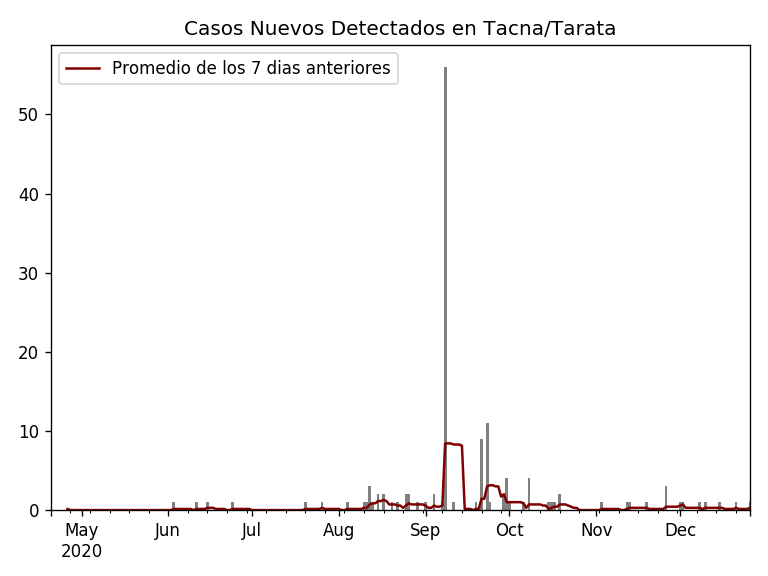 Casos Nuevos Detectados en Tacna/Tarata
Promedio de los 7 dias anteriores
50
40
30
20
10
0
May Jun Jul Aug Sep Oct Nov Dec
2020